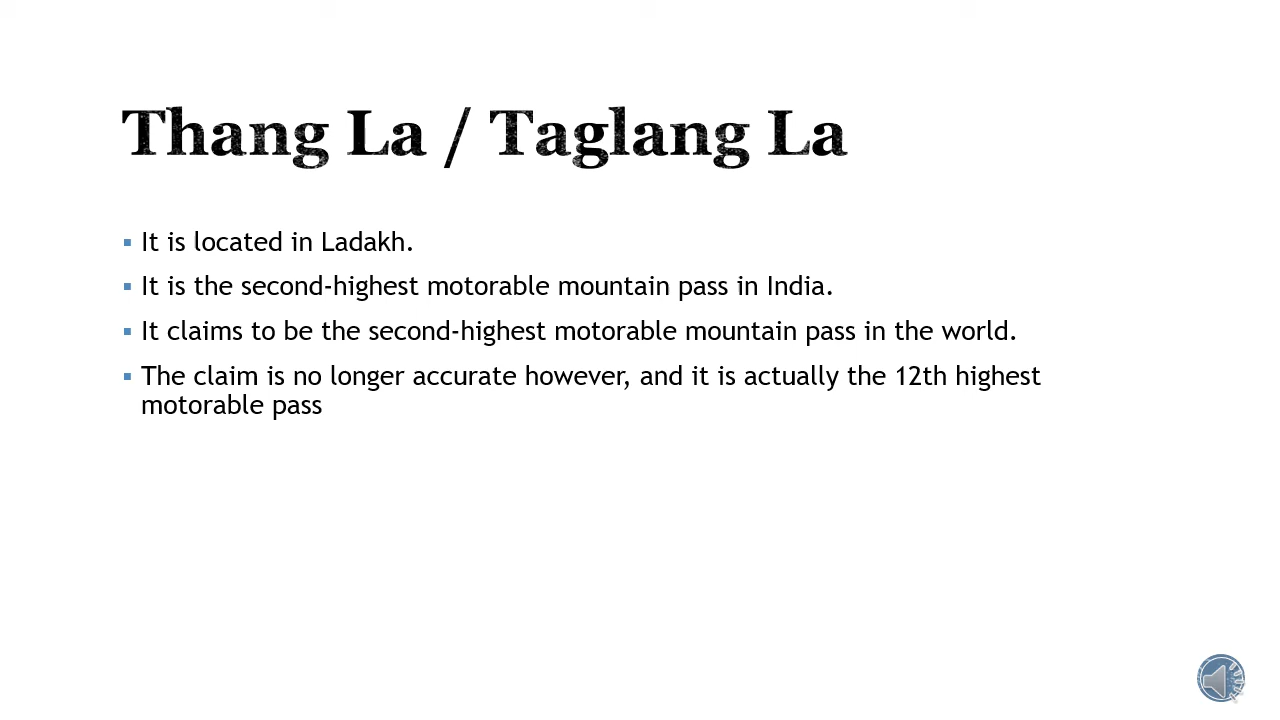 Thang La / Taglang La
It is located in Ladakh.
It is the second-highest motorable mountain pass in India.
It claims to be the second-highest motorable mountain pass in the world.
The claim is no longer accurate however, and it is actually the 12th highest
motorable pass